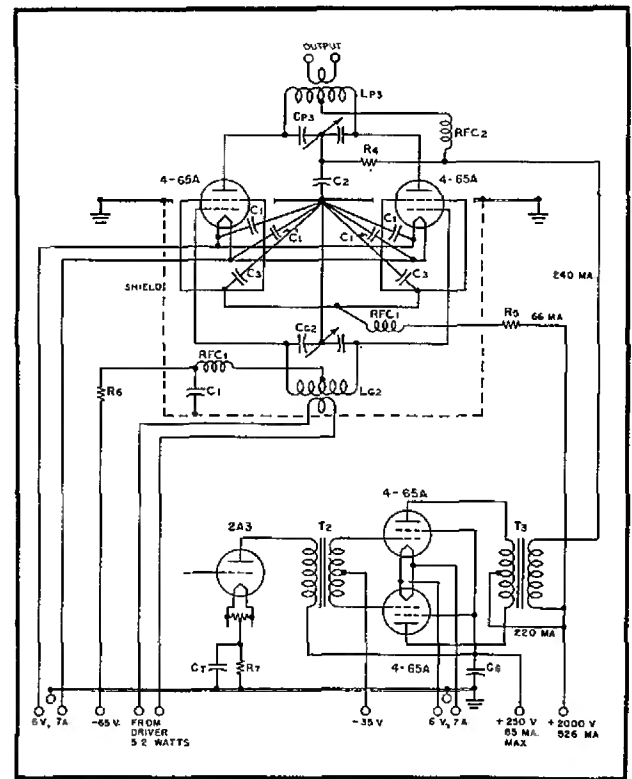 OUTPUT
LP3
CP3
RFC2
R4
4-65A
4-65A
C2
C1
C1
C1
C1
C3
C3
SHIELD
240 MA
CG2
RFC1
R5
66 MA
RFC1
R6
C1
LG2
4-65A
2A3
T2
T3
220 MA
4-65A
C7
R7
C8
6 V, 7 A
-65 V.
FROM
DRIVER
5.2 WATTS
-35 V
6 V, 7 A
+250 V
65 MA.
MAX
+2000 V
526 MA